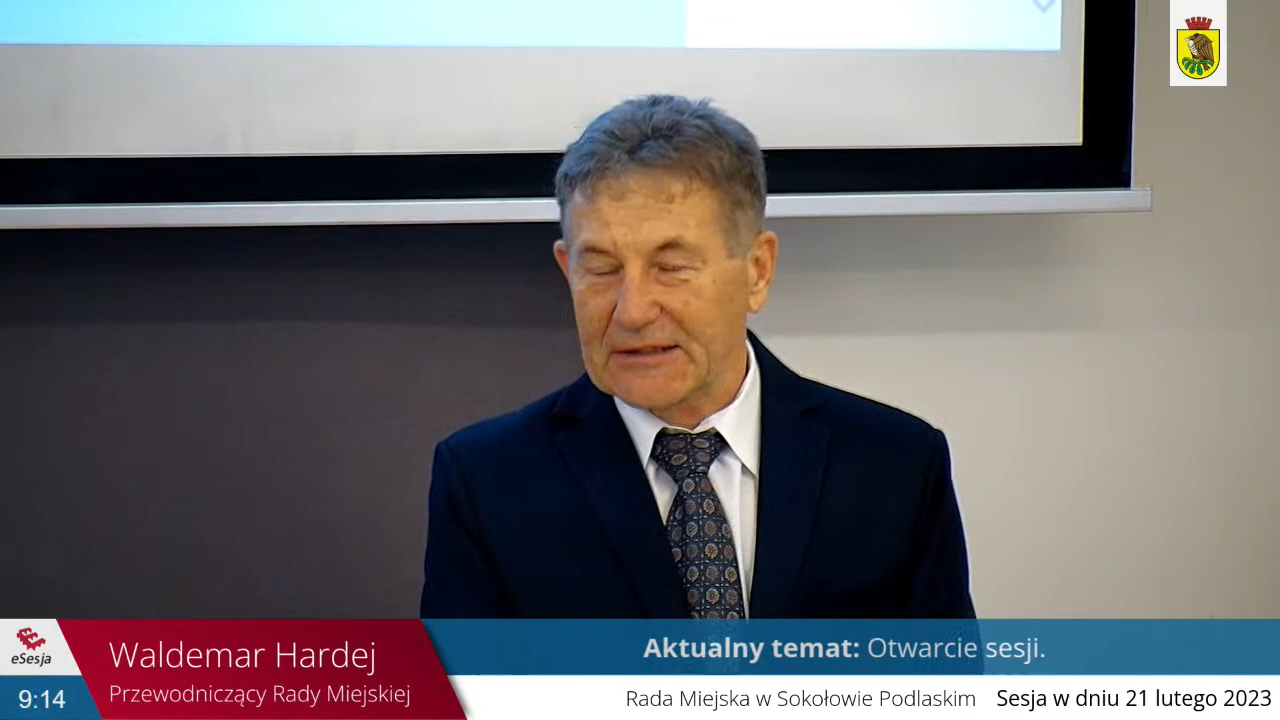 eSesja
9:14
Waldemar Hardej
Przewodniczący Rady Miejskiej
Aktualny temat: Otwarcie sesji.
Rada Miejska w Sokołowie Podlaskim Sesja w dniu 21 lutego 2023